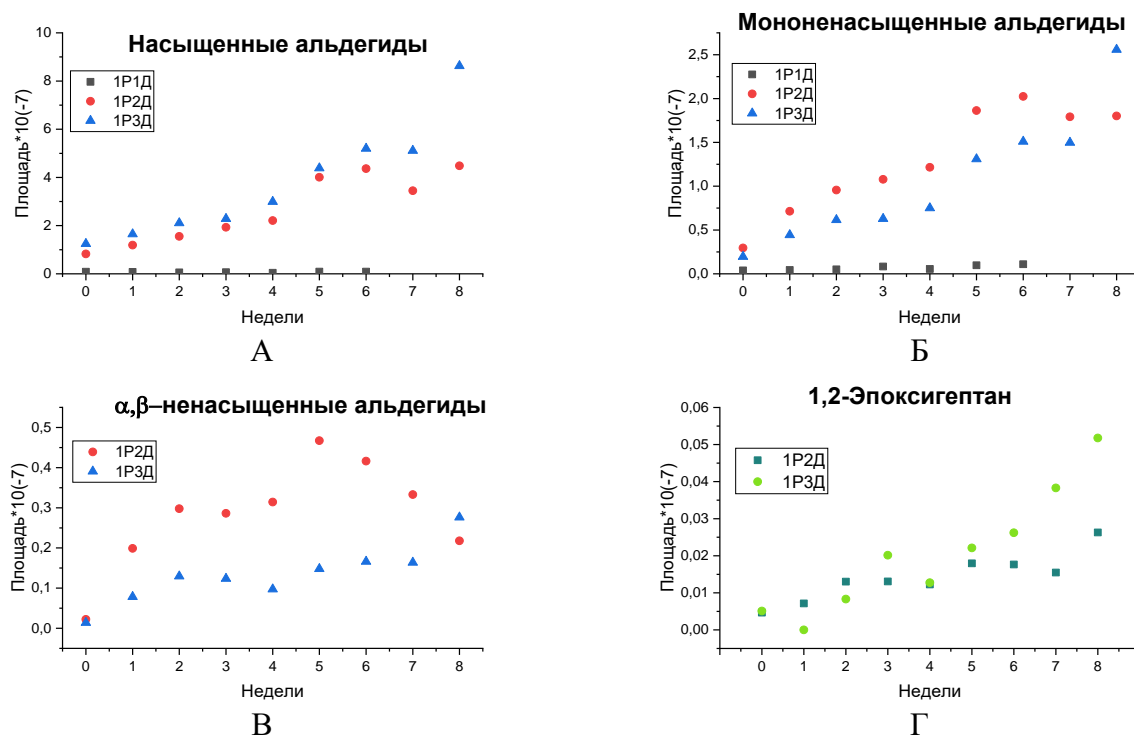 Насыщенные альдегиды
1Р1Д
1Р2Д
1Р3Д
Площадь*10(-7)
10
8
6
4
2
0
0 1 2 3 4 5 6 7 8
Недели
А
Мононенасыщенные альдегиды
1Р1Д
1Р2Д
1Р3Д
Площадь*10(-7)
2,5
2,0
1,5
1,0
0,5
0,0
0 1 2 3 4 5 6 7 8
Недели
Б
α,β–ненасыщенные альдегиды
1Р2Д
1Р3Д
Площадь*10(-7)
0,5
0,4
0,3
0,2
0,1
0,0
0 1 2 3 4 5 6 7 8
Недели
В
1,2-Эпоксигептан
1Р2Д
1Р3Д
Площадь*10(-7)
0,06
0,05
0,04
0,03
0,02
0,01
0,00
0 1 2 3 4 5 6 7 8
Недели
Г